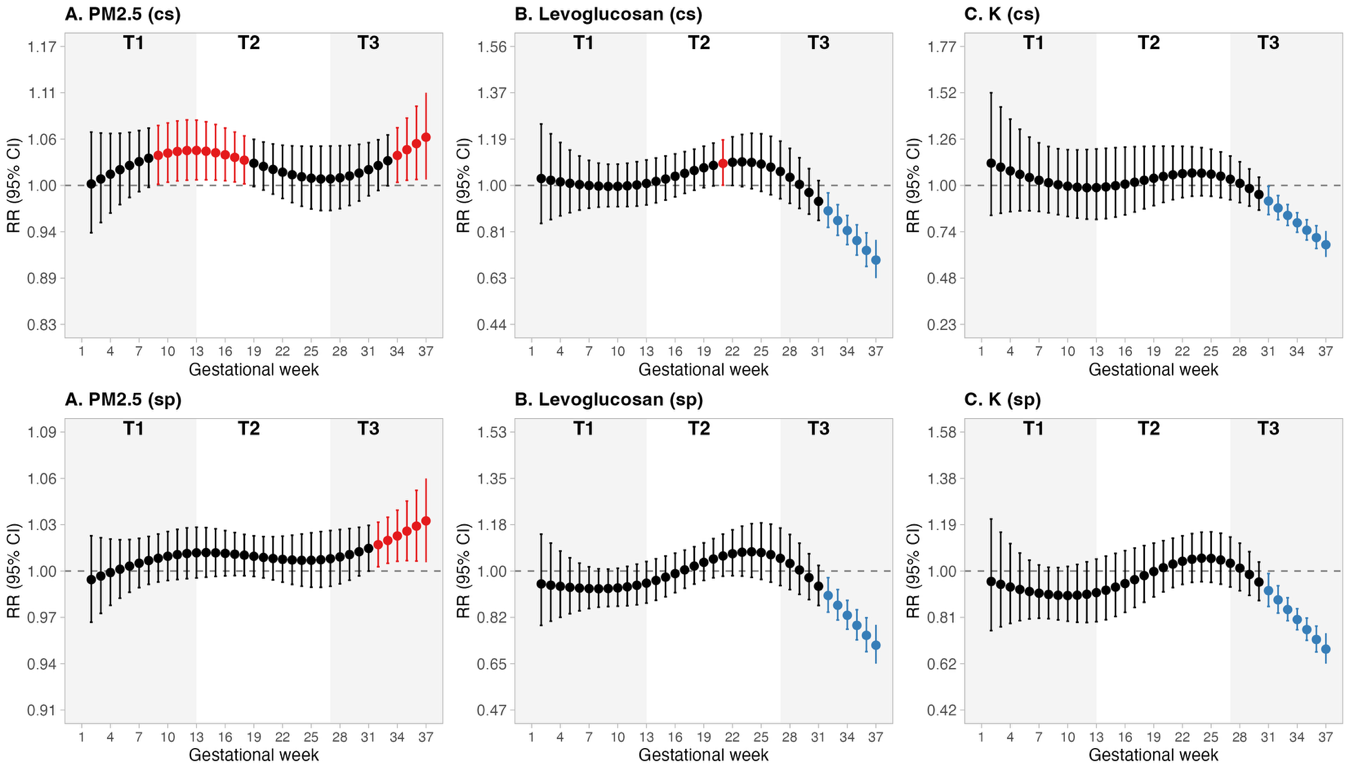 A. PM2.5 (cs)
T1 T2 T3
RR (95% CI)
1.17
1.11
1.06
1.00
0.94
0.89
0.83
1 4 7 10 13 16 19 22 25 28 31 34 37
Gestational week
B. Levoglucosan (cs)
T1 T2 T3
RR (95% CI)
1.56
1.37
1.19
1.00
0.81
0.63
0.44
1 4 7 10 13 16 19 22 25 28 31 34 37
Gestational week
C. K (cs)
T1 T2 T3
RR (95% CI)
1.77
1.52
1.26
1.00
0.74
0.48
0.23
1 4 7 10 13 16 19 22 25 28 31 34 37
Gestational week
A. PM2.5 (sp)
T1 T2 T3
RR (95% CI)
1.09
1.06
1.03
1.00
0.97
0.94
0.91
1 4 7 10 13 16 19 22 25 28 31 34 37
Gestational week
B. Levoglucosan (sp)
T1 T2 T3
RR (95% CI)
1.53
1.35
1.18
1.00
0.82
0.65
0.47
1 4 7 10 13 16 19 22 25 28 31 34 37
Gestational week
C. K (sp)
T1 T2 T3
RR (95% CI)
1.58
1.38
1.19
1.00
0.81
0.62
0.42
1 4 7 10 13 16 19 22 25 28 31 34 37
Gestational week